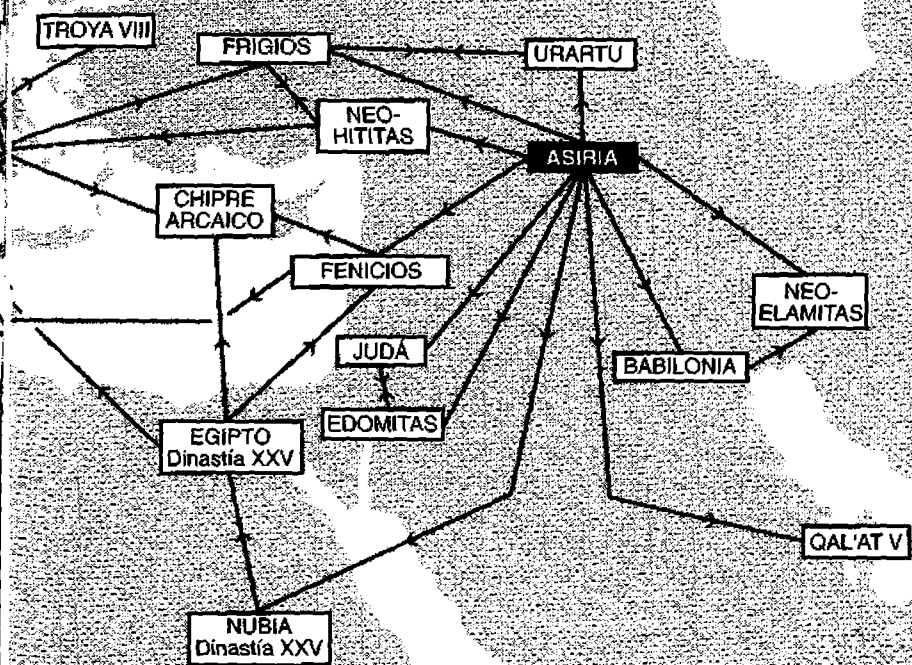 TROYA VIII
FRIGIOS
URARTU
NEO-
HITITAS
ASIRIA
CHIPRE
ARCAICO
FENICIOS
NEO-
ELAMITAS
JUDÁ
BABILONIA
EDOMITAS
EGIPTO
Dinastía XXV
QAL'AT V
NUBIA
Dinastía XXV